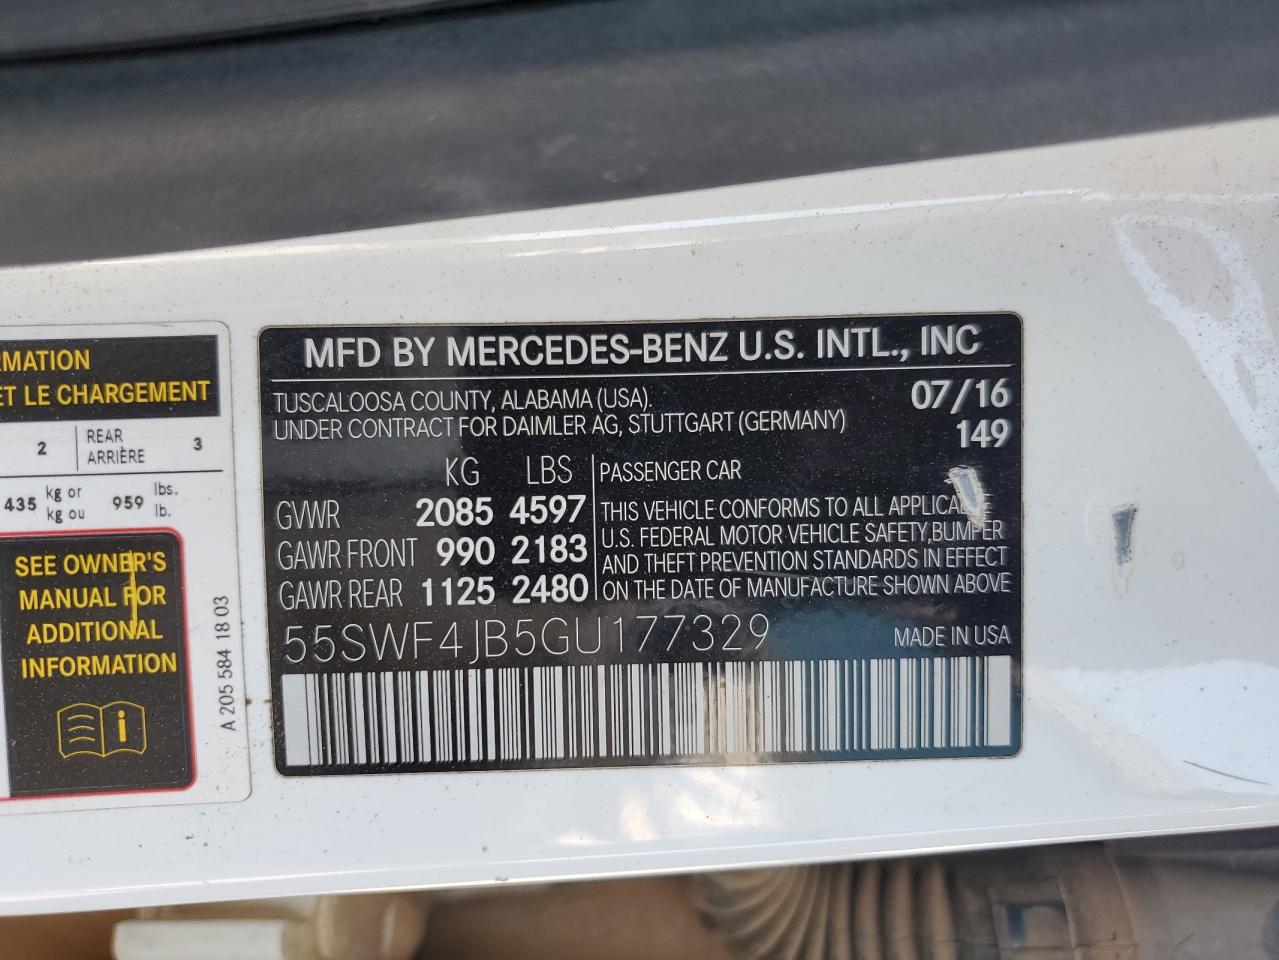 RMATION
ET LE CHARGEMENT
2 REAR ARRIÈRE 3
435 kg or kg ou 959 lbs. lb.
SEE OWNER'S
MANUAL FOR
ADDITIONAL
INFORMATION
i
A 205 584 18 03
MFD BY MERCEDES-BENZ U.S. INTL., INC
TUSCALOOSA COUNTY, ALABAMA (USA). 07/16
UNDER CONTRACT FOR DAIMLER AG, STUTTGART (GERMANY) 149
KG LBS
GVWR 2085 4597
GAWR FRONT 990 2183
GAWR REAR 1125 2480
PASSENGER CAR
THIS VEHICLE CONFORMS TO ALL APPLICABLE
U.S. FEDERAL MOTOR VEHICLE SAFETY, BUMPER
AND THEFT PREVENTION STANDARDS IN EFFECT
ON THE DATE OF MANUFACTURE SHOWN ABOVE
55SWF4JB5GU177329 MADE IN USA